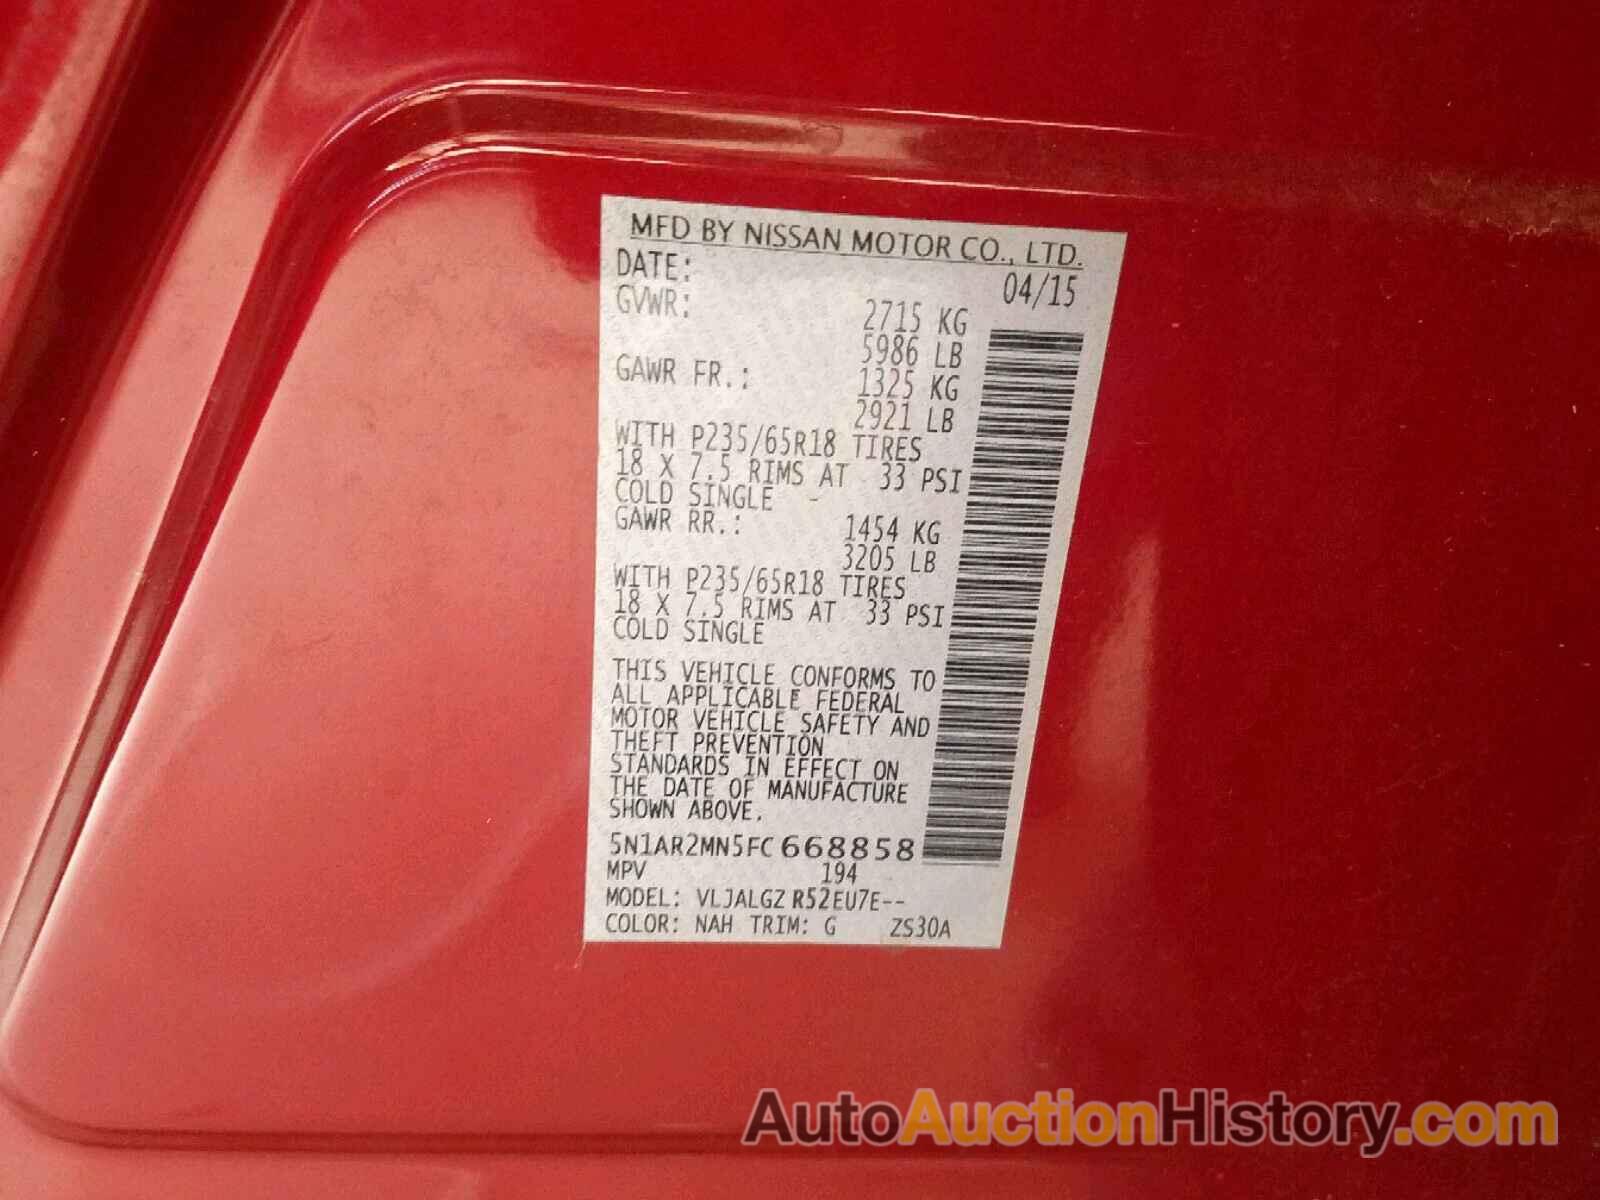 MFD BY NISSAN MOTOR CO., LTD.
DATE: 04/15
GVWR: 2715 KG
5986 LB
GAWR FR.: 1325 KG
2921 LB
WITH P235/65R18 TIRES
18 X 7.5 RIMS AT 33 PSI
COLD SINGLE
GAWR RR.: 1454 KG
3205 LB
WITH P235/65R18 TIRES
18 X 7.5 RIMS AT 33 PSI
COLD SINGLE
THIS VEHICLE CONFORMS TO
ALL APPLICABLE FEDERAL
MOTOR VEHICLE SAFETY AND
THEFT PREVENTION
STANDARDS IN EFFECT ON
THE DATE OF MANUFACTURE
SHOWN ABOVE.
5N1AR2MN5FC668858
MPV 194
MODEL: VLJALGZ R52EU7E--
COLOR: NAH TRIM: G ZS30A
AutoAuctionHistory.com